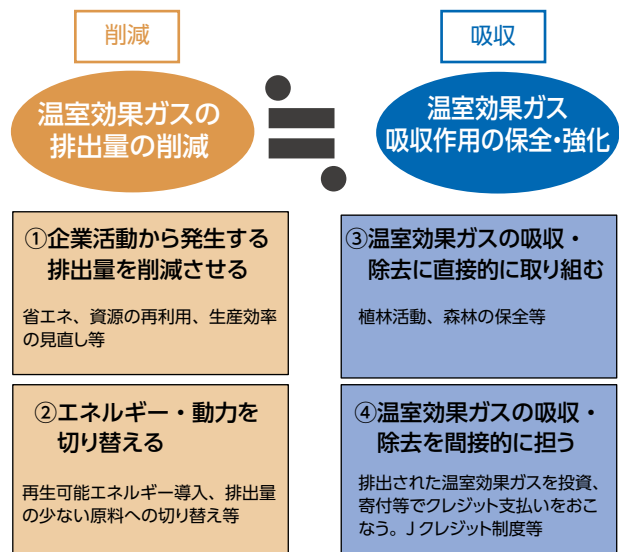 削減
吸収
温室効果ガスの
排出量の削減
≒
温室効果ガス
吸収作用の保全・強化
①企業活動から発生する
排出量を削減させる
省エネ、資源の再利用、生産効率
の見直し等
③温室効果ガスの吸収・
除去に直接的に取り組む
植林活動、森林の保全等
②エネルギー・動力を
切り替える
再生可能エネルギー導入、排出量
の少ない原料への切り替え等
④温室効果ガスの吸収・
除去を間接的に担う
排出された温室効果ガスを投資、
寄付等でクレジット支払いをおこ
なう。Jクレジット制度等